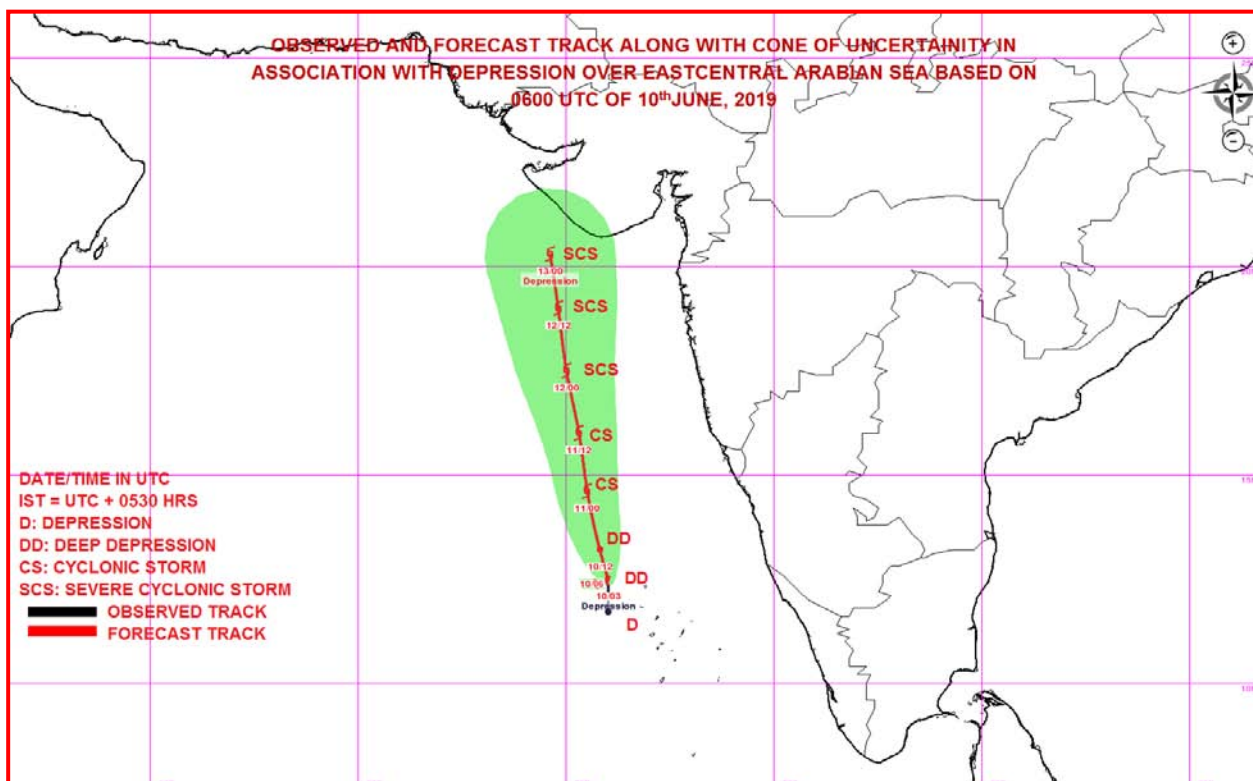 OBSERVED AND FORECAST TRACK ALONG WITH CONE OF UNCERTAINITY IN
ASSOCIATION WITH DEPRESSION OVER EASTCENTRAL ARABIAN SEA BASED ON
0600 UTC OF 10thJUNE, 2019
SCS
13/00
Depression
SCS
12/12
SCS
12/00
CS
11/12
CS
DD
10/12
10/06
DD
10/03
Depression
D
DATE/TIME IN UTC
IST = UTC + 0530 HRS
D: DEPRESSION
DD: DEEP DEPRESSION
CS: CYCLONIC STORM
SCS: SEVERE CYCLONIC STORM
OBSERVED TRACK
FORECAST TRACK